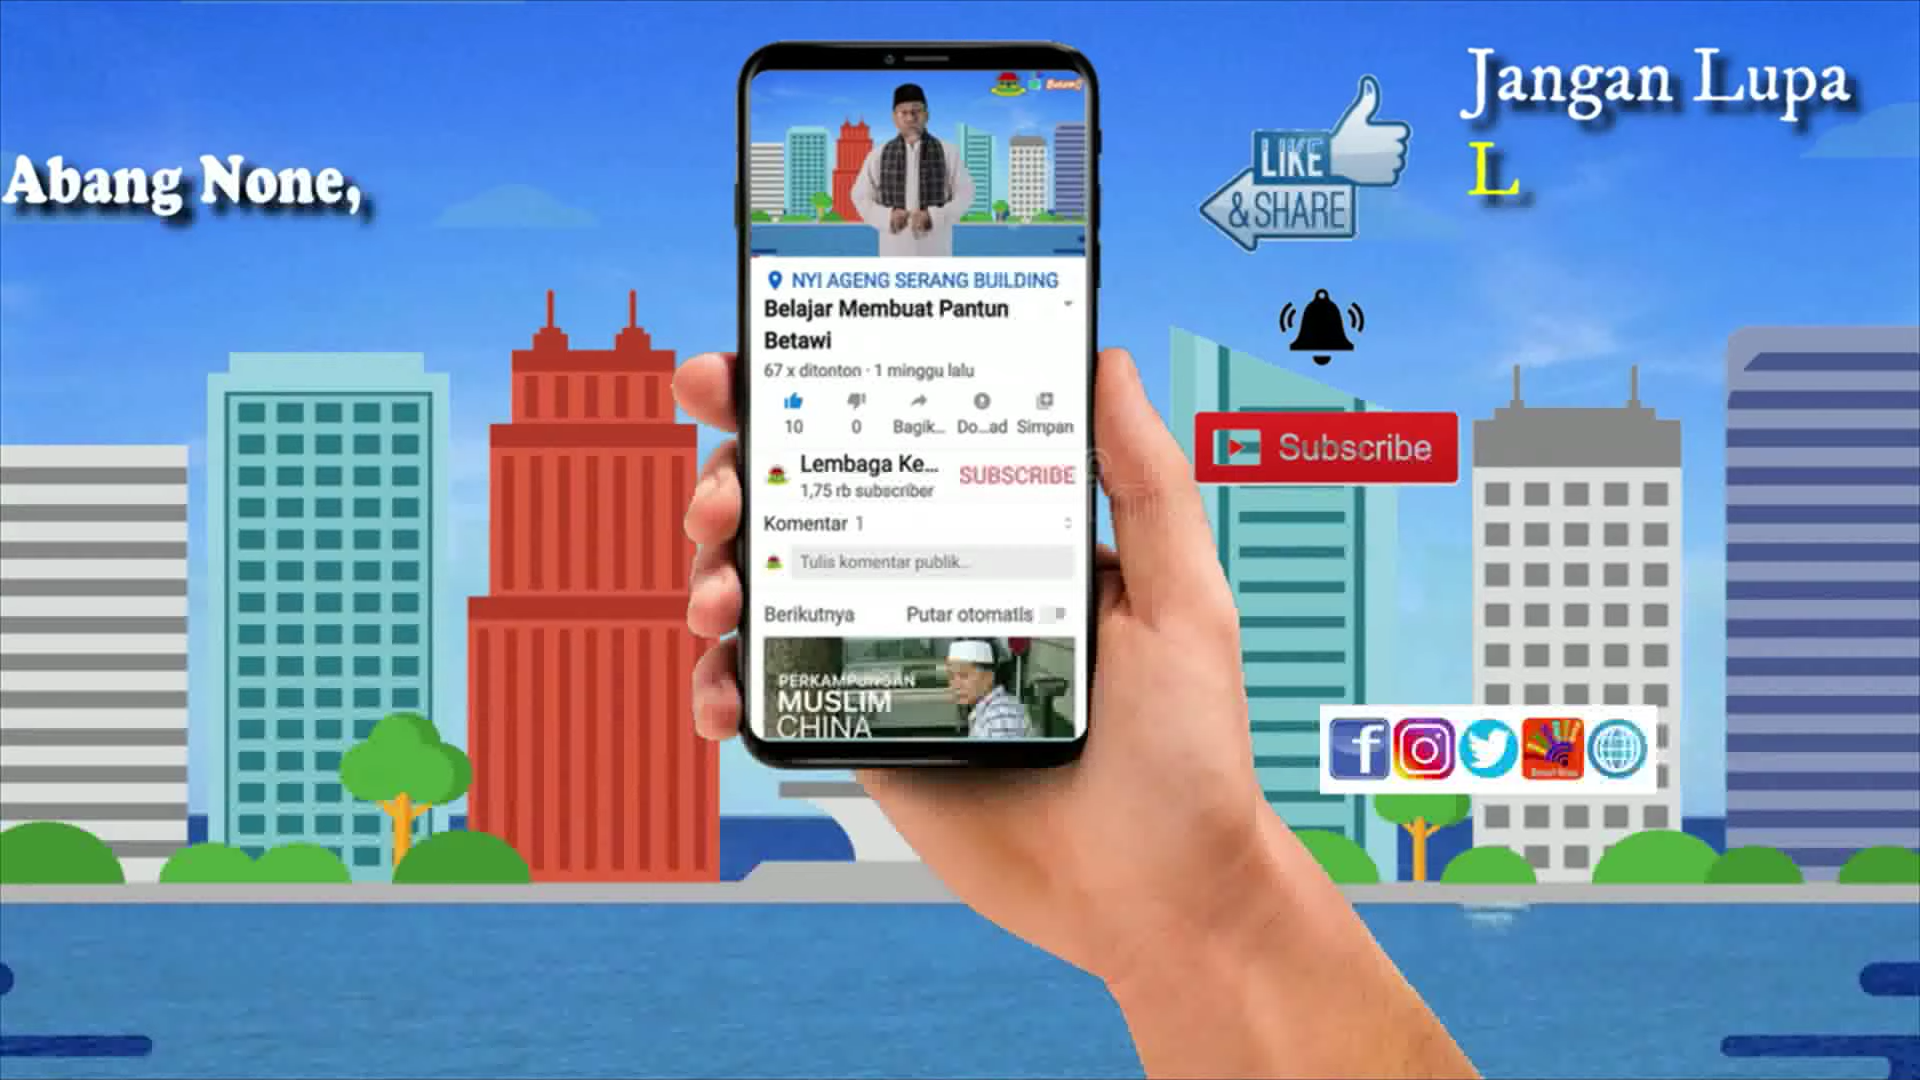 Abang None,
Betawi
NYI AGENG SERANG BUILDING
Belajar Membuat Pantun
Betawi
67 x ditonton · 1 minggu lalu
10 0 Bagik... Do...ad Simpan
Lembaga Ke...
SUBSCRIBE
1,75 rb subscriber
Komentar 1
Tulis komentar publik...
Berikutnya Putar otomatis
PERKAMPUNGAN
MUSLIM
CHINA
LIKE
& SHARE
Jangan Lupa
L
Subscribe